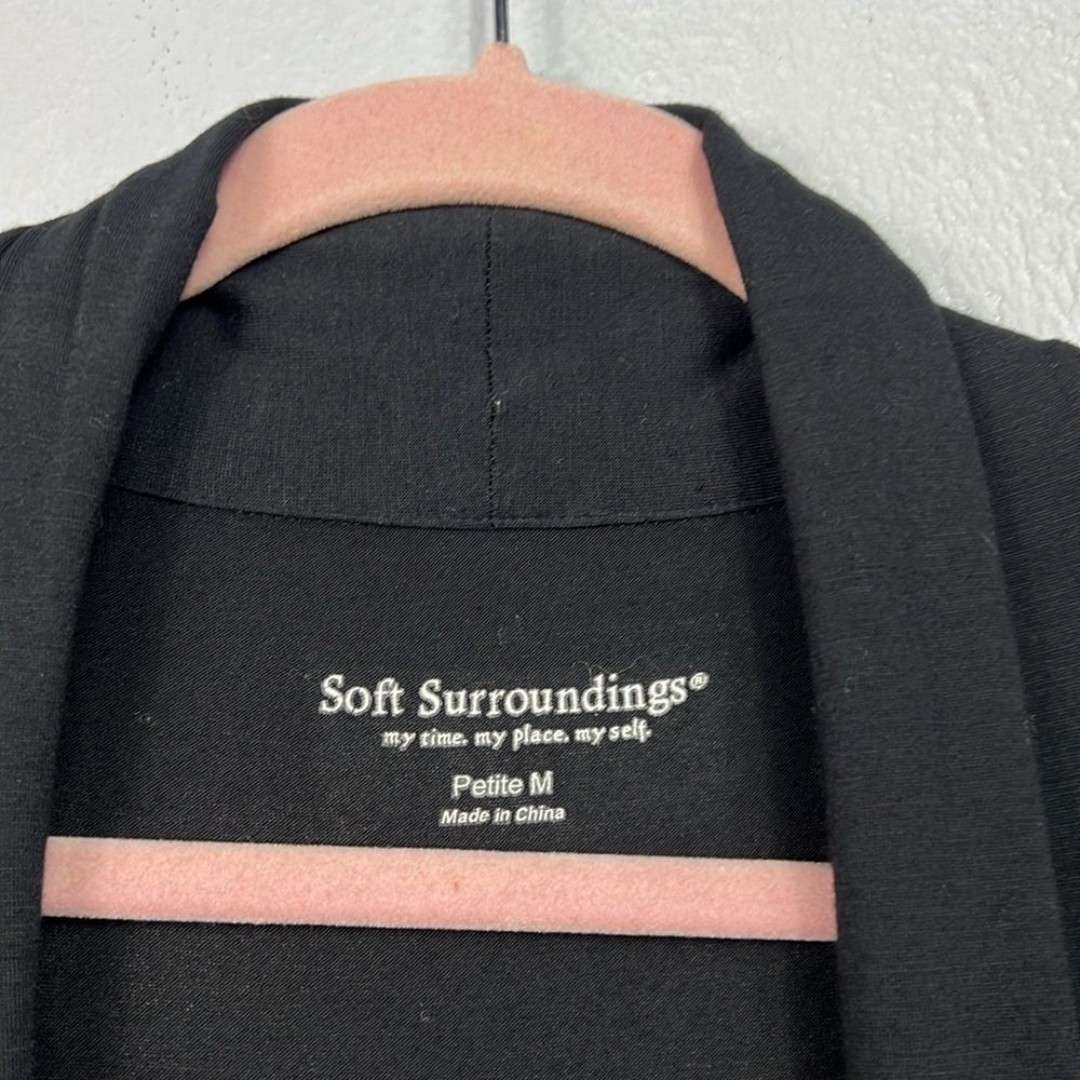 Soft Surroundings®
my time. my place. my self.
Petite M
Made in China